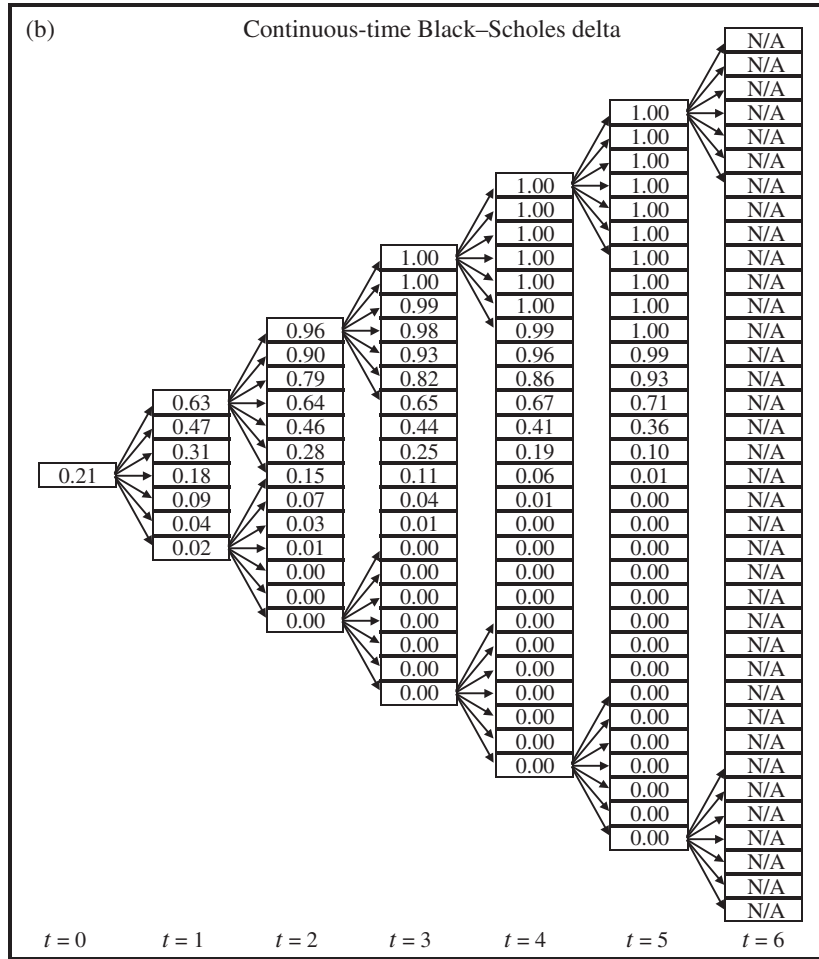 (b) Continuous-time Black–Scholes delta
N/A
N/A
N/A
1.00 N/A
1.00 N/A
1.00 N/A
1.00 1.00 N/A
1.00 1.00 N/A
1.00 1.00 N/A
1.00 1.00 1.00 N/A
1.00 1.00 1.00 N/A
0.99 1.00 1.00 N/A
0.96 0.98 0.99 1.00 N/A
0.90 0.93 0.96 0.99 N/A
0.79 0.82 0.86 0.93 N/A
0.63 0.64 0.65 0.67 0.71 N/A
0.47 0.46 0.44 0.41 0.36 N/A
0.31 0.28 0.25 0.19 0.10 N/A
0.21 0.18 0.15 0.11 0.06 0.01 N/A
0.09 0.07 0.04 0.01 0.00 N/A
0.04 0.03 0.01 0.00 0.00 N/A
0.02 0.01 0.00 0.00 0.00 N/A
0.00 0.00 0.00 0.00 N/A
0.00 0.00 0.00 0.00 N/A
0.00 0.00 0.00 0.00 N/A
0.00 0.00 0.00 N/A
0.00 0.00 0.00 N/A
0.00 0.00 0.00 N/A
0.00 0.00 N/A
0.00 0.00 N/A
0.00 0.00 N/A
0.00 N/A
0.00 N/A
0.00 N/A
N/A
N/A
N/A
t = 0 t = 1 t = 2 t = 3 t = 4 t = 5 t = 6